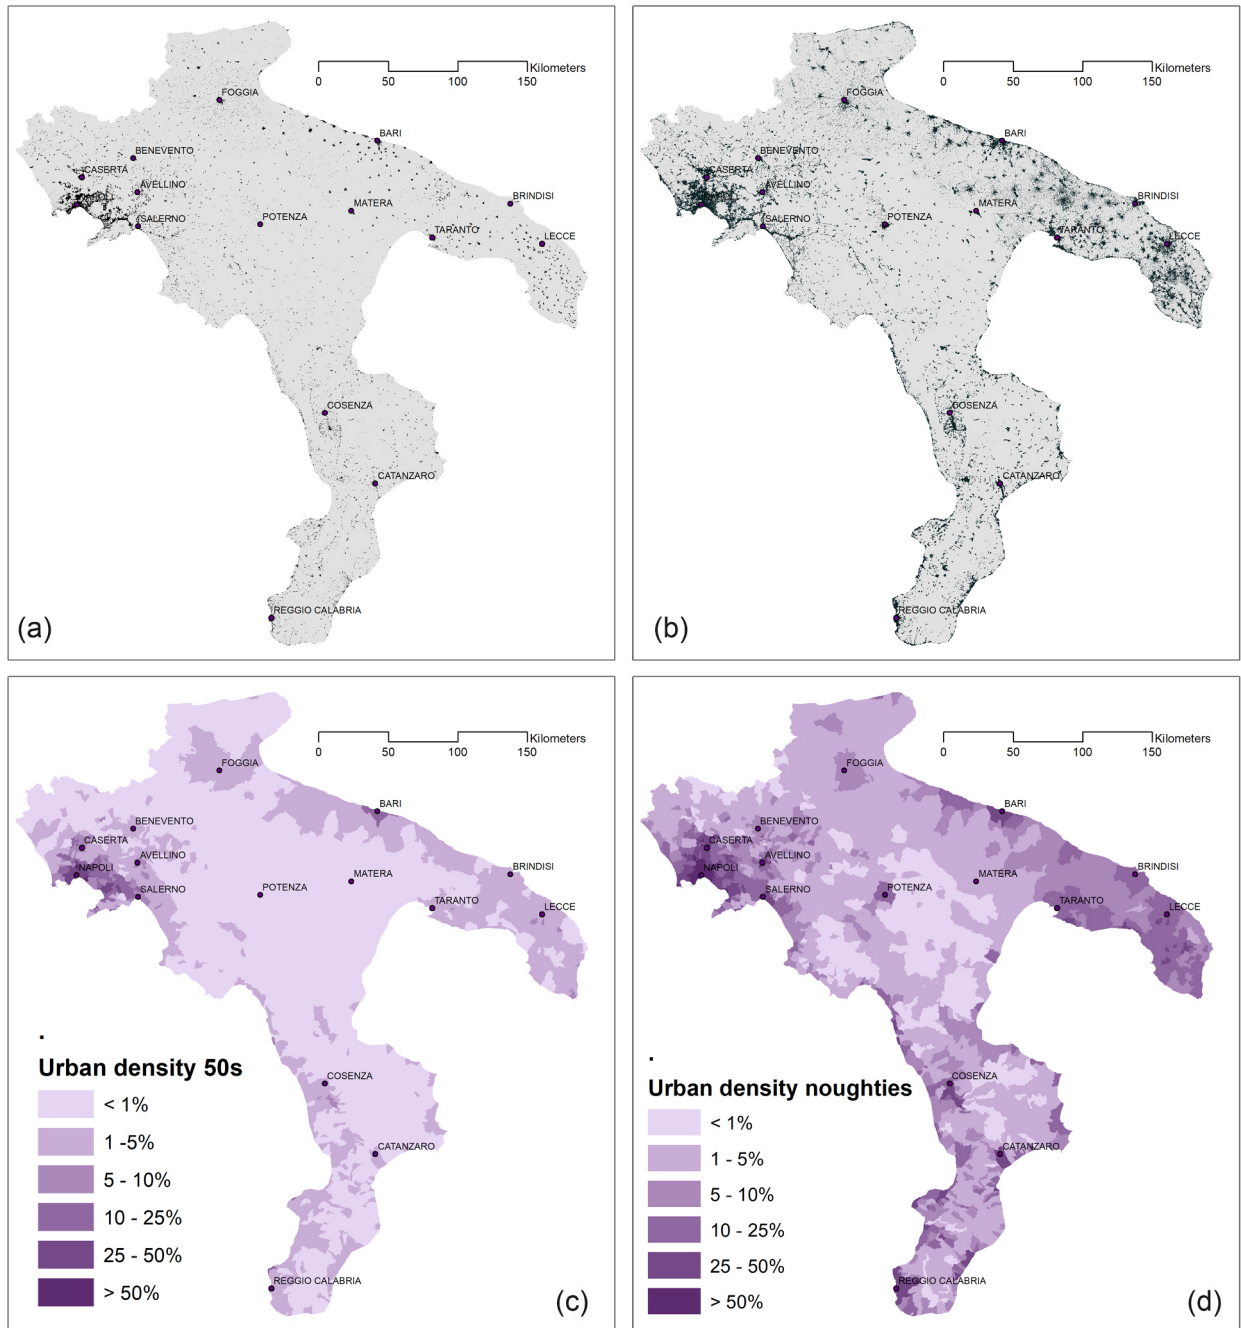 Kilometers
0 50 100 150
FOGGIA
BARI
BENEVENTO
CASERTA
AVELLINO
BRINDISI
MATERA
SALERNO
POTENZA
TARANTO
LECCE
COSENZA
CATANZARO
REGGIO CALABRIA
(a)
Kilometers
0 50 100 150
FOGGIA
BARI
BENEVENTO
CASERTA
AVELLINO
BRINDISI
MATERA
SALERNO
POTENZA
TARANTO
LECCE
COSENZA
CATANZARO
REGGIO CALABRIA
(b)
Kilometers
0 50 100 150
FOGGIA
BARI
BENEVENTO
CASERTA
AVELLINO
NAPOLI
BRINDISI
MATERA
SALERNO
POTENZA
TARANTO
LECCE
Urban density 50s
COSENZA
< 1%
1 -5%
CATANZARO
5 - 10%
10 - 25%
25 - 50%
REGGIO CALABRIA
> 50%
(c)
Kilometers
0 50 100 150
FOGGIA
BARI
BENEVENTO
CASERTA
AVELLINO
NAPOLI
BRINDISI
MATERA
SALERNO
POTENZA
TARANTO
LECCE
COSENZA
Urban density noughties
< 1%
CATANZARO
1 - 5%
5 - 10%
10 - 25%
25 - 50%
REGGIO CALABRIA
> 50%
(d)